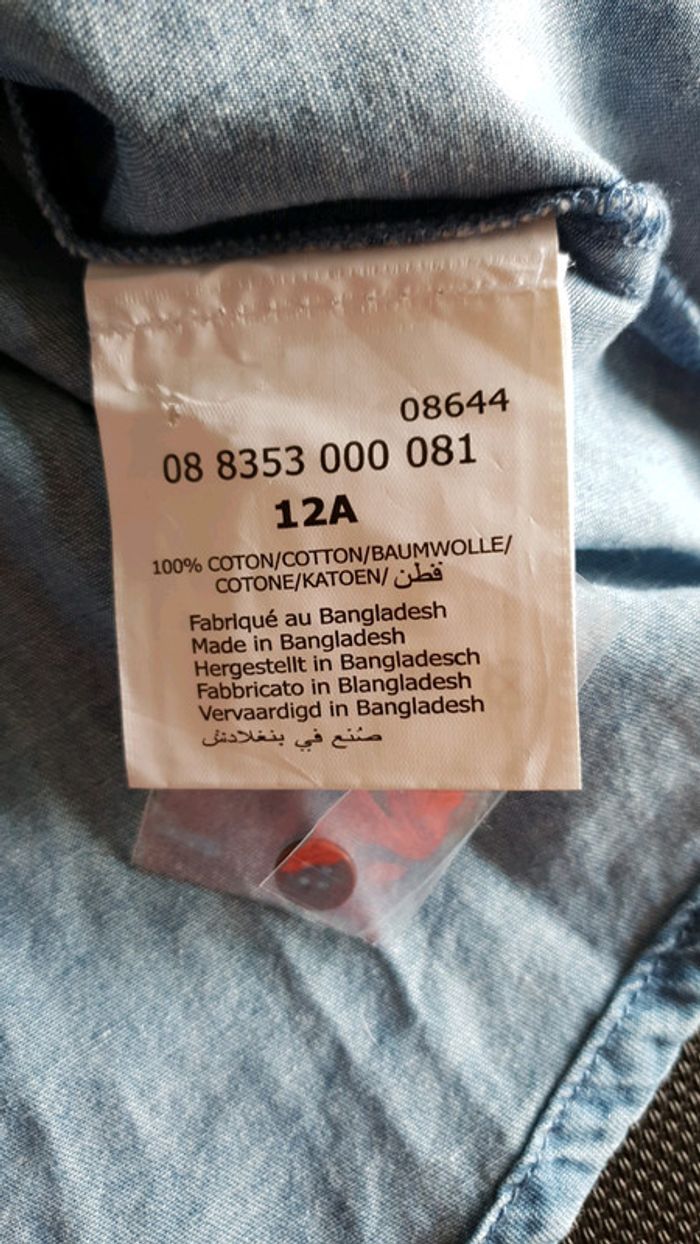 08644
08 8353 000 081
12A
100% COTON/COTTON/BAUMWOLLE/
COTONE/KATOEN/ قطن
Fabriqué au Bangladesh
Made in Bangladesh
Hergestellt in Bangladesch
Fabbricato in Blangladesh
Vervaardigd in Bangladesh
صُنع في بنغلادش